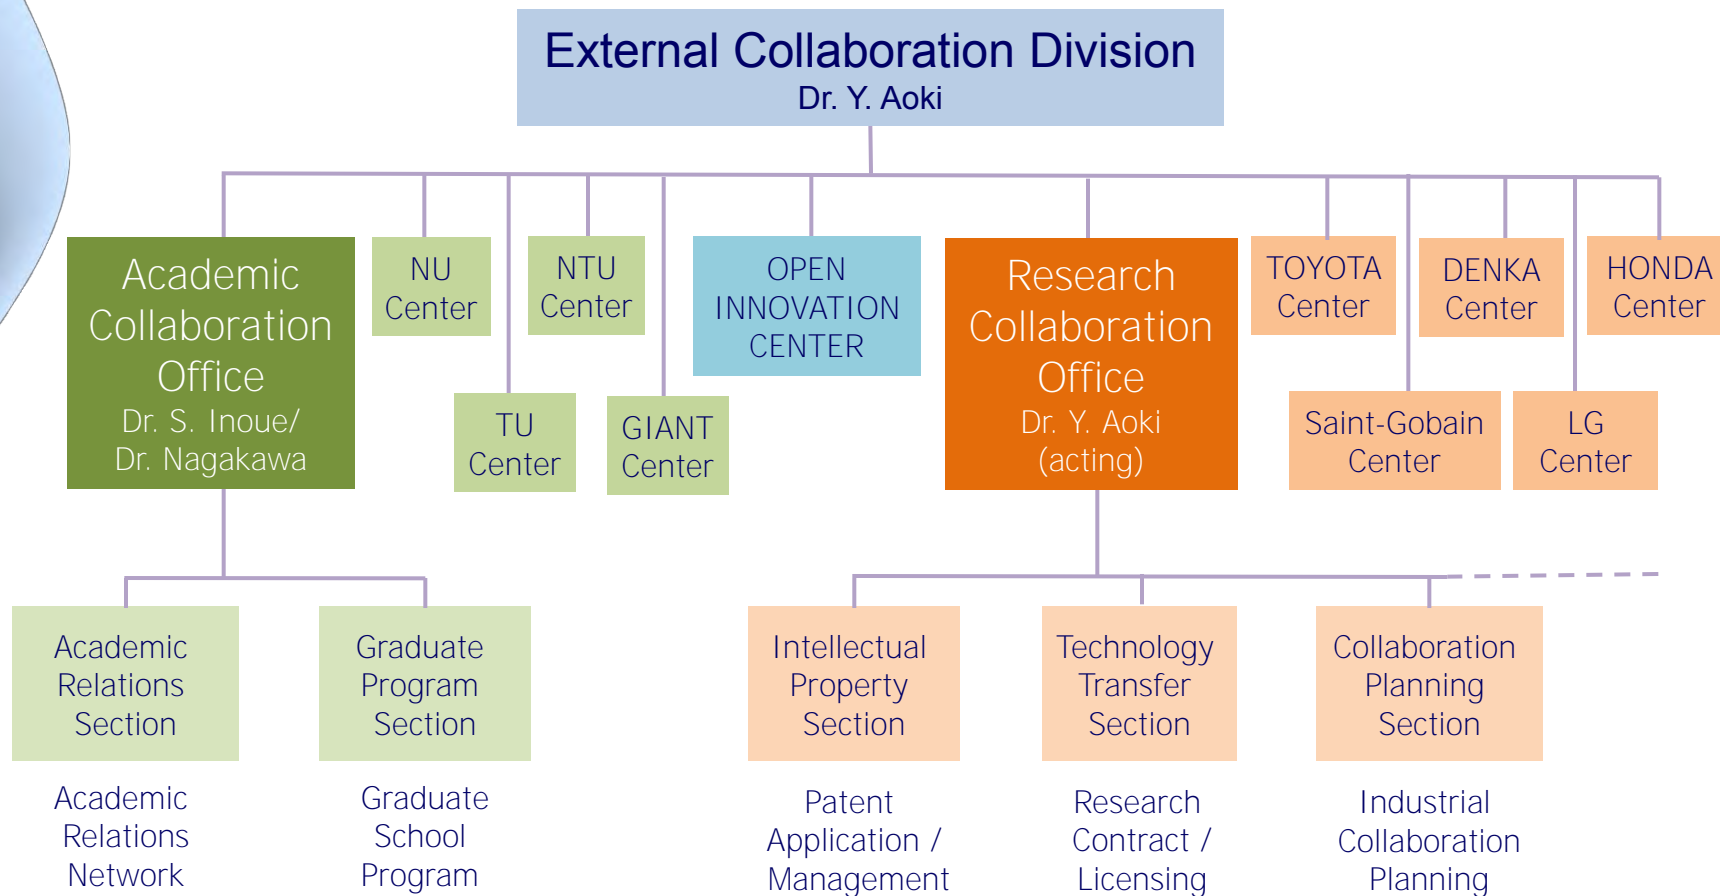 External Collaboration Division
Dr. Y. Aoki
Academic
Collaboration
Office
Dr. S. Inoue/
Dr. Nagakawa
NU
Center
TU
Center
NTU
Center
GIANT
Center
OPEN
INNOVATION
CENTER
Research
Collaboration
Office
Dr. Y. Aoki
(acting)
TOYOTA
Center
Saint-Gobain
Center
DENKA
Center
LG
Center
HONDA
Center
Academic
Relations
Section
Graduate
Program
Section
Intellectual
Property
Section
Technology
Transfer
Section
Collaboration
Planning
Section
Academic
Relations
Network
Graduate
School
Program
Patent
Application /
Management
Research
Contract /
Licensing
Industrial
Collaboration
Planning